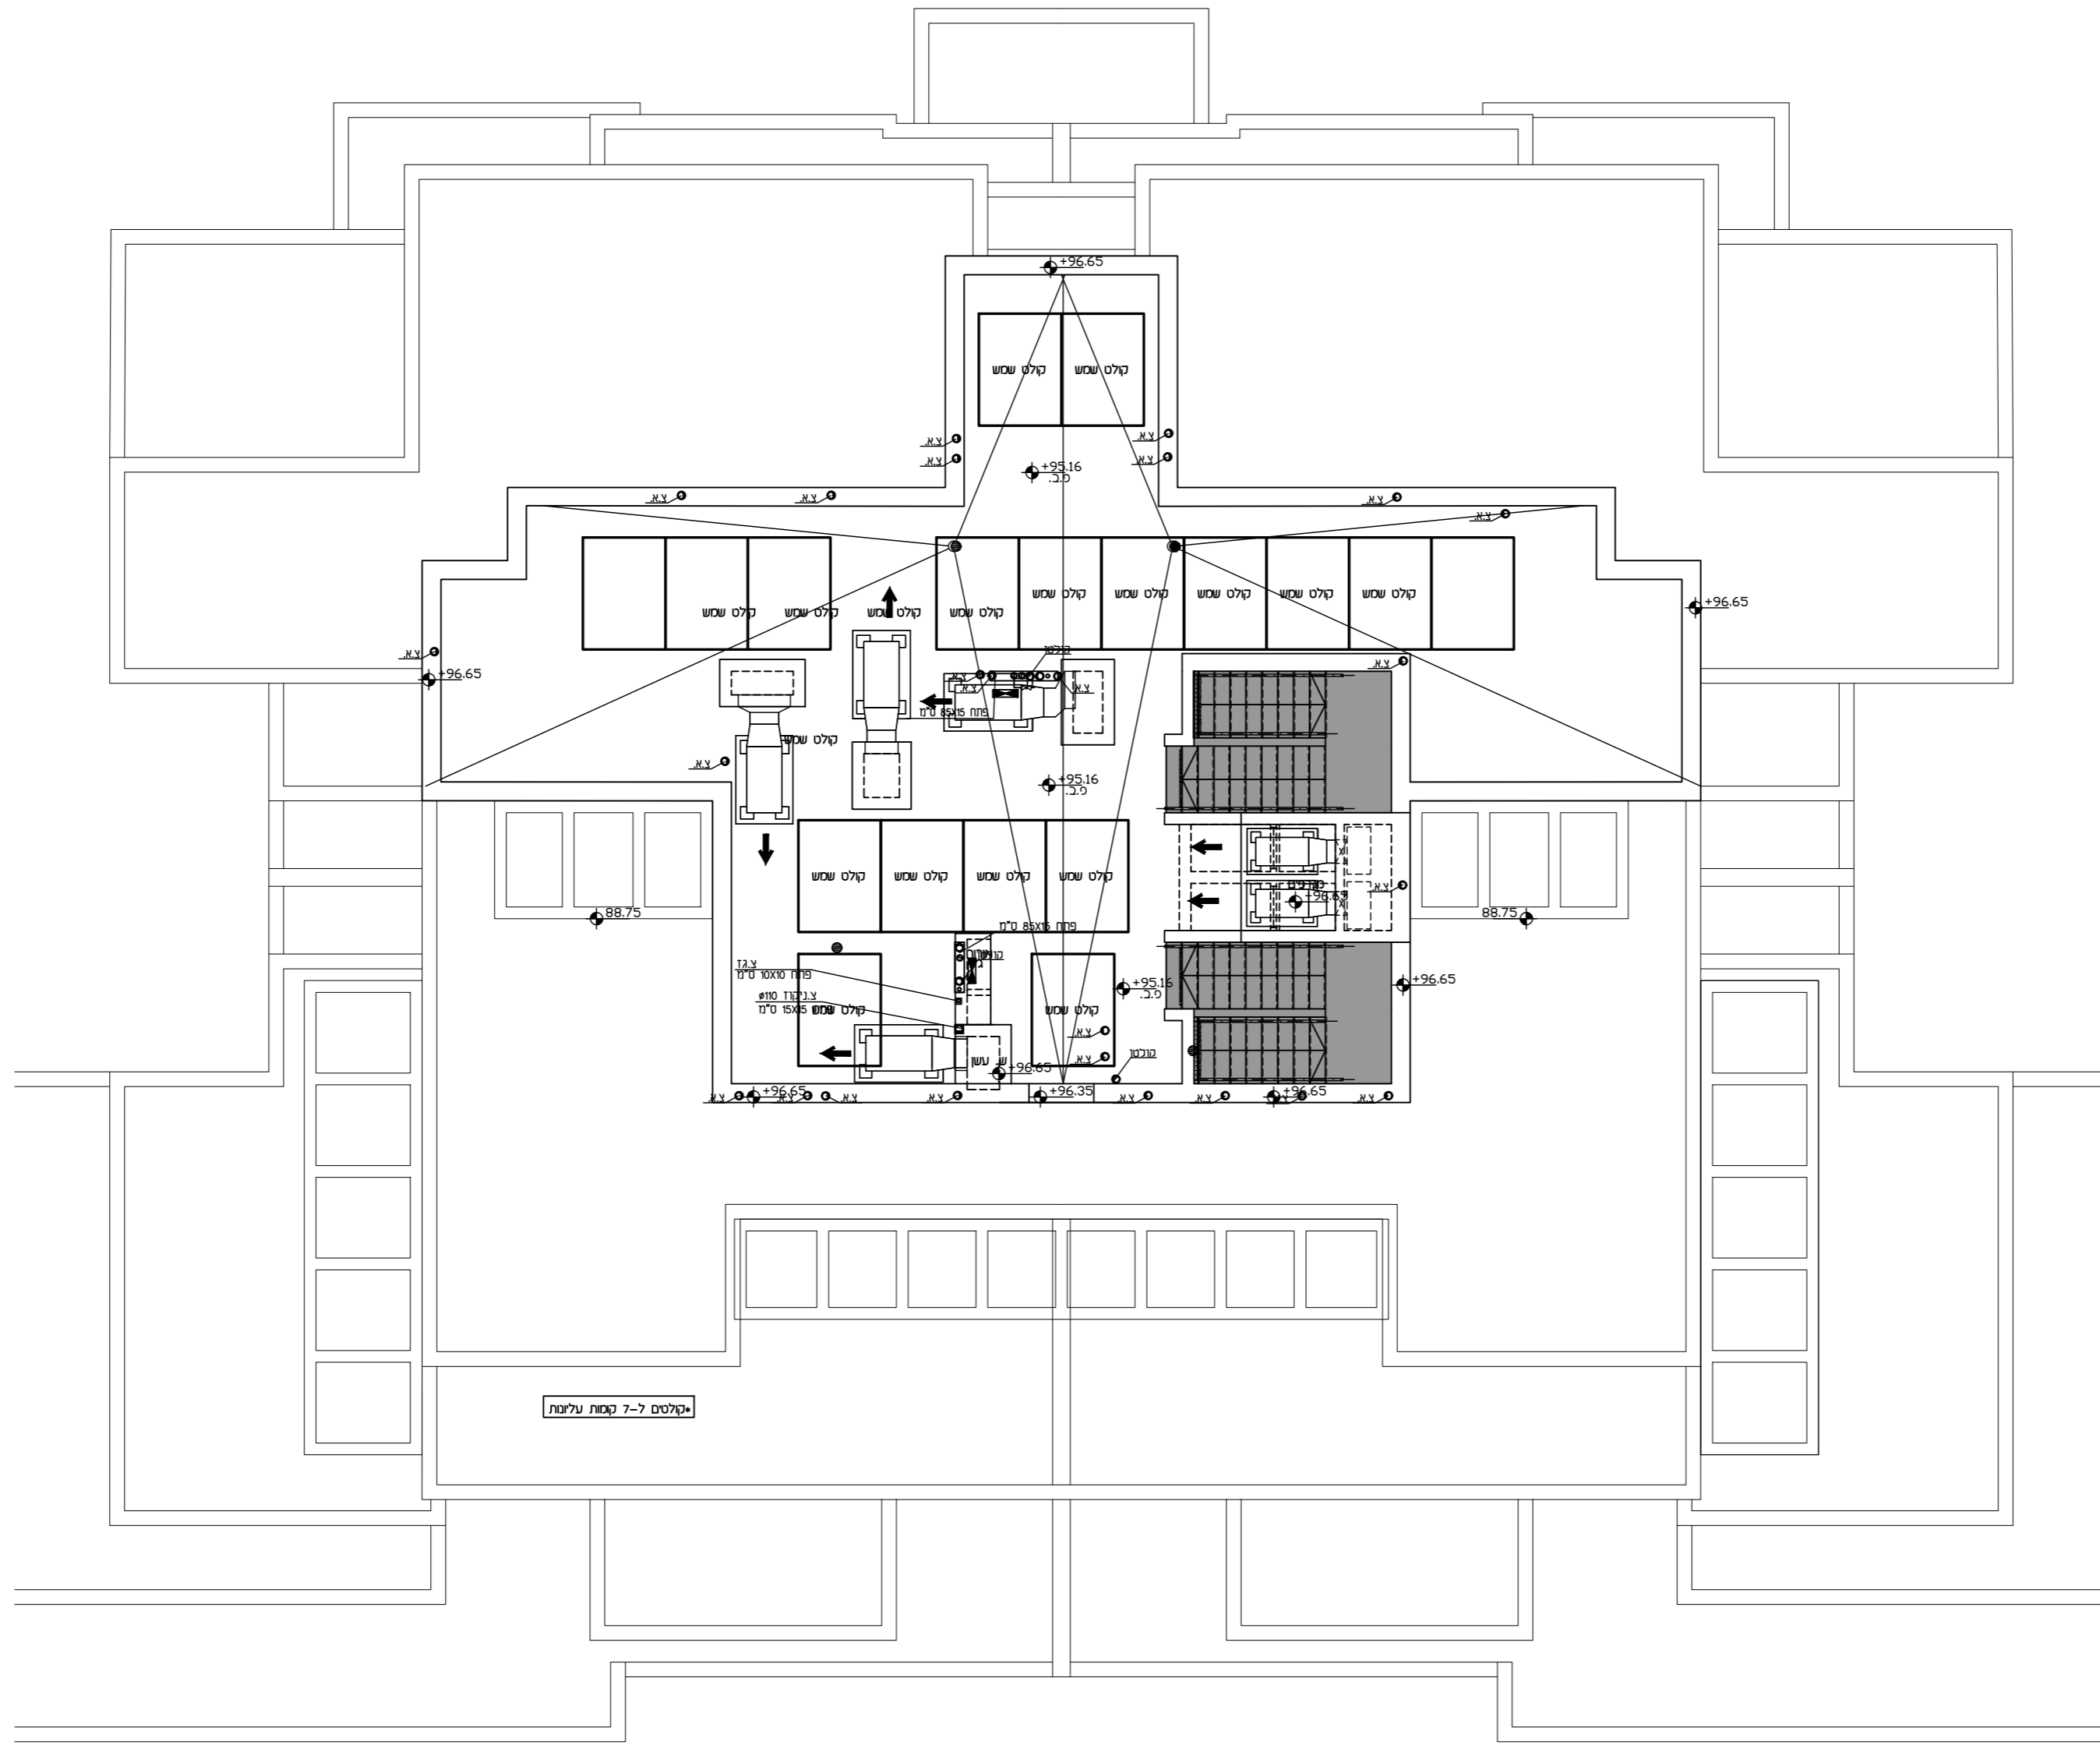 +96.65
קולט שמש
קולט שמש
צ.א.
צ.א.
צ.א.
צ.א.
+95.16
פ.ב.
צ.א.
צ.א.
צ.א.
צ.א.
קולט שמש
קולט שמש
קולט שמש
קולט שמש
קולט שמש
קולט שמש
קולט שמש
קולט שמש
קולט שמש
+96.65
צ.א.
+96.65
קולטן
צ.א.
צ.א.
צ.א.
צ.א.
פתח 85X15 ס"מ
קולט שמש
צ.א.
+95.16
פ.ב.
קולט שמש
קולט שמש
קולט שמש
קולט שמש
צ.א.
+96.65
88.75
88.75
פתח 85X15 ס"מ
צ.גז
פתח 10X10 ס"מ
צ.ניקוז ø110
פתח 15X15 ס"מ
קולט שמש
קולט שמש
+95.16
פ.ב.
+96.65
צ.א.
צ.א.
קולטן
ש. עשן
+96.65
צ.א.
+96.65
צ.א.
צ.א.
צ.א.
+96.35
צ.א.
צ.א.
צ.א.
+96.65
צ.א.
*קולטים ל-7 קומות עליונות